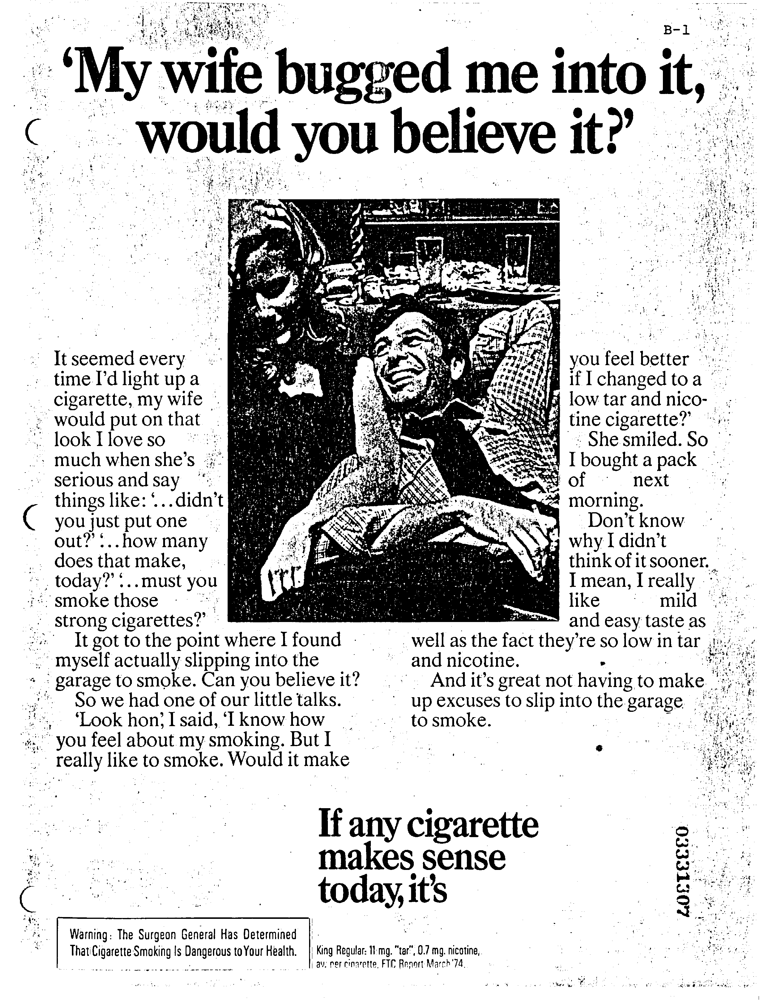 B-1
‘My wife bugged me into it,
would you believe it?’
It seemed every
time I’d light up a
cigarette, my wife
would put on that
look I love so
much when she’s
serious and say
things like: ‘...didn’t
you just put one
out?’ ‘...how many
does that make,
today?’ ‘...must you
smoke those
strong cigarettes?’
It got to the point where I found
myself actually slipping into the
garage to smoke. Can you believe it?
So we had one of our little talks.
‘Look hon,’ I said, ‘I know how
you feel about my smoking. But I
really like to smoke. Would it make
you feel better
if I changed to a
low tar and nico-
tine cigarette?’
She smiled. So
I bought a pack
of next
morning.
Don’t know
why I didn’t
think of it sooner.
I mean, I really
like mild
and easy taste as
well as the fact they’re so low in tar
and nicotine.
And it’s great not having to make
up excuses to slip into the garage
to smoke.
If any cigarette
makes sense
today, it’s
03331307
Warning: The Surgeon General Has Determined
That Cigarette Smoking Is Dangerous to Your Health.
King Regular: 11 mg. "tar", 0.7 mg. nicotine,
av. per cigarette, FTC Report March '74.